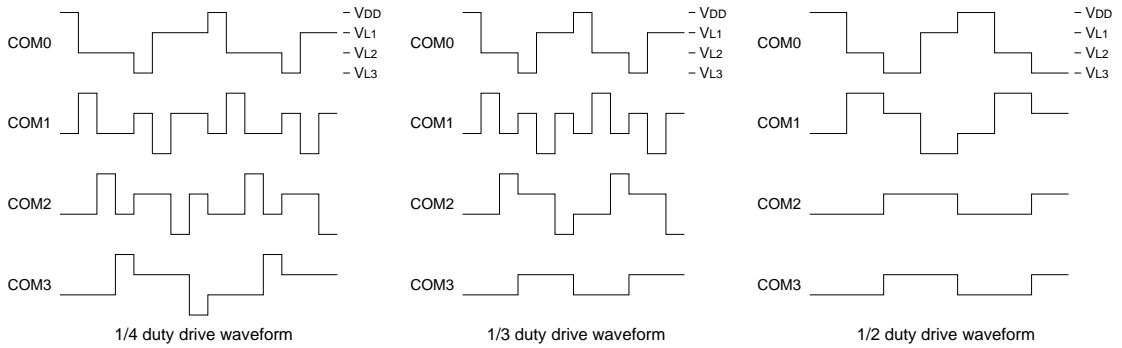 COM0
COM1
COM2
COM3
VDD
VL1
VL2
VL3
1/4 duty drive waveform
COM0
COM1
COM2
COM3
VDD
VL1
VL2
VL3
1/3 duty drive waveform
COM0
COM1
COM2
COM3
VDD
VL1
VL2
VL3
1/2 duty drive waveform